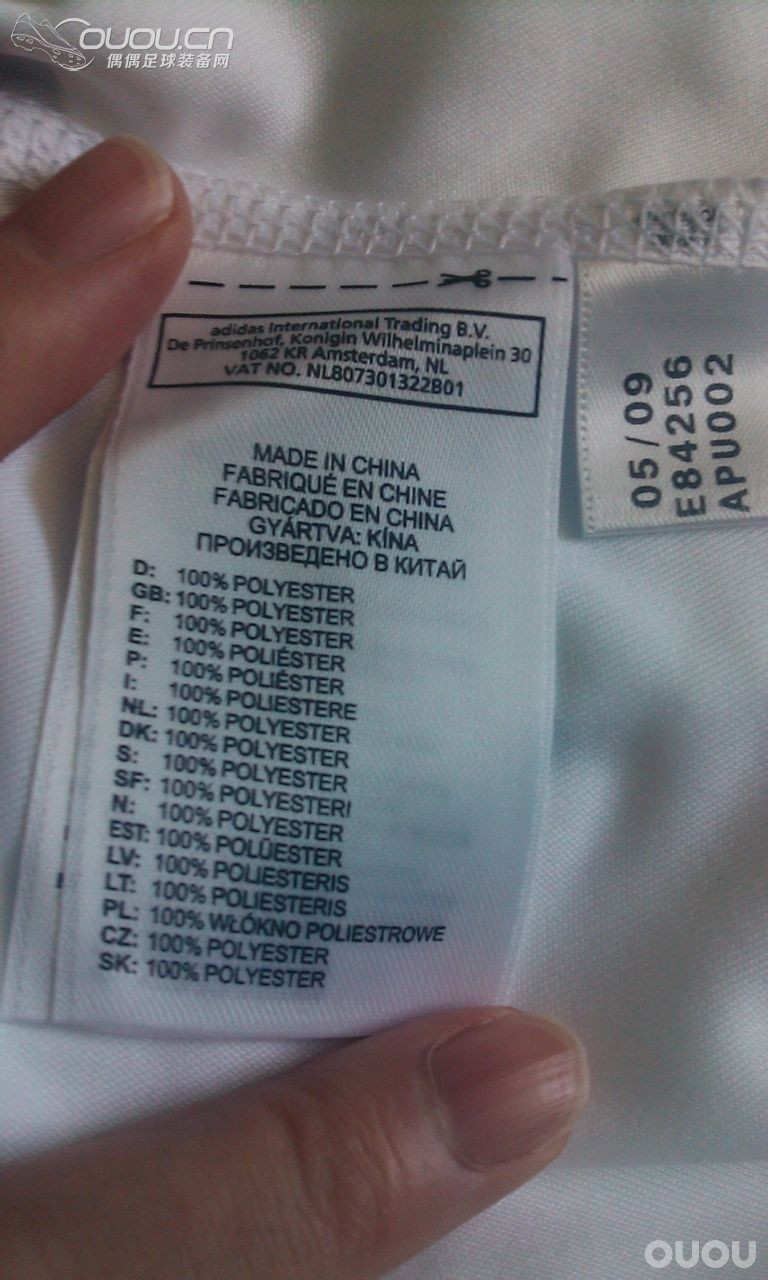 OUOU.CN
偶偶足球装备网
adidas International Trading B.V.
De Prinsenhof, Konigin Wilhelminaplein 30
1062 KR Amsterdam, NL
VAT NO. NL807301322B01
MADE IN CHINA
FABRIQUÉ EN CHINE
FABRICADO EN CHINA
GYÁRTVA: KÍNA
ПРОИЗВЕДЕНО В КИТАЙ
D: 100% POLYESTER
GB: 100% POLYESTER
F: 100% POLYESTER
E: 100% POLIÉSTER
P: 100% POLIÉSTER
I: 100% POLIESTERE
NL: 100% POLYESTER
DK: 100% POLYESTER
S: 100% POLYESTER
SF: 100% POLYESTERI
N: 100% POLYESTER
EST: 100% POLÜESTER
LV: 100% POLIESTERIS
LT: 100% POLIESTERIS
PL: 100% WŁÓKNO POLIESTROWE
CZ: 100% POLYESTER
SK: 100% POLYESTER
05/09
E84256
APU002
OUOU